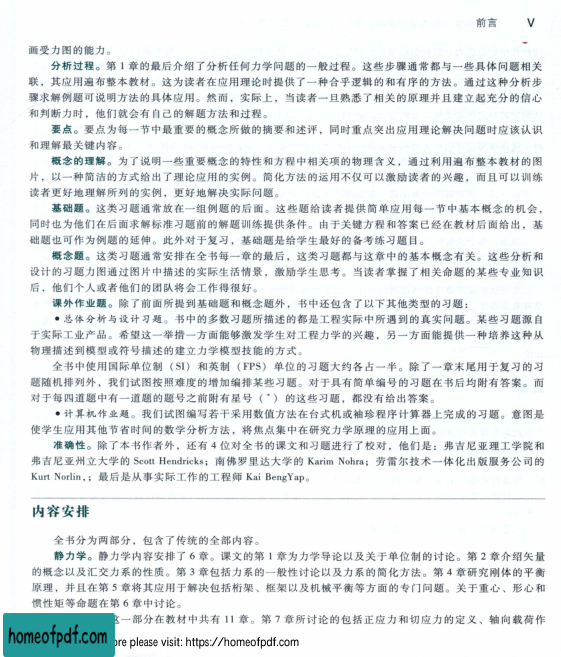 前言 V
画受力图的能力。
分析过程。第 1 章的最后介绍了分析任何力学问题的一般过程。这些步骤通常都与一些具体问题相关
联，其应用遍布整本教材。这为读者在应用理论时提供了一种合乎逻辑的和有序的方法。通过这种分析步
骤求解例题可说明方法的具体应用。然而，实际上，当读者一旦熟悉了相关的原理并且建立起充分的信心
和判断力时，他们就会有自己的解题方法和过程。
要点。要点为每一节中最重要的概念所做的摘要和述评，同时重点突出应用理论解决问题时应该认识
和理解最关键内容。
概念的理解。为了说明一些重要概念的特性和方程中相关项的物理含义，通过利用遍布整本教材的图
片，以一种简洁的方式给出了理论应用的实例。简化方法的运用不仅可以激励读者的兴趣，而且可以训练
读者更好地理解所列的实例，更好地解决实际问题。
基础题。这类习题通常放在一组例题的后面。这些题给读者提供简单应用每一节中基本概念的机会，
同时也为他们在后面求解标准习题前的解题训练提供条件。由于关键方程和答案已经在教材后面给出，基
础题也可作为例题的延伸。此外对于复习，基础题是给学生最好的备考练习题目。
概念题。这类习题通常安排在全书每一章的最后，这类习题都与这章中的基本概念有关。这些分析和
设计的习题力图通过图片中描述的实际生活情景，激励学生思考。当读者掌握了相关命题的某些专业知识
后，他们个人或者他们的团队将会工作得很好。
课外作业题。除了前面所提到基础题和概念题外，书中还包含了以下其他类型的习题：
● 总体分析与设计习题。书中的多数习题所描述的都是工程实际中所遇到的真实问题。某些习题源自
于实际工业产品。希望这一举措一方面能够激发学生对工程力学的兴趣，另一方面能提供一种培养这种从
物理描述到模型或符号描述的建立力学模型技能的方式。
全书中使用国际单位制（SI）和英制（FPS）单位的习题大约各占一半。除了一章末尾用于复习的习
题随机排列外，我们试图按照难度的增加编排某些习题。对于具有简单编号的习题在书后均附有答案。而
对于每四道题中有一道题的题号之前附有星号（*）的这些习题，都没有给出答案。
● 计算机作业题。我们试图编写若干采用数值方法在台式机或袖珍程序计算器上完成的习题。意图是
使学生应用其他节省时间的数学分析方法，将焦点集中在研究力学原理的应用上面。
准确性。除了本书作者外，还有 4 位对全书的课文和习题进行了校对，他们是：弗吉尼亚理工学院和
弗吉尼亚州立大学的 Scott Hendricks；南佛罗里达大学的 Karim Nohra；劳雷尔技术一体化出版服务公司的
Kurt Norlin,；最后是从事实际工作的工程师 Kai BengYap。
内容安排
全书分为两部分，包含了传统的全部内容。
静力学。静力学内容安排了 6 章。课文的第 1 章为力学导论以及关于单位制的讨论。第 2 章介绍矢量
的概念以及汇交力系的性质。第 3 章包括力系的一般性讨论以及力系的简化方法。第 4 章研究刚体的平衡
原理，并且在第 5 章将其应用于解决包括桁架、框架以及机械平衡等方面的专门问题。关于重心、形心和
惯性矩等命题在第 6 章中讨论。
这一部分在教材中共有 11 章。第 7 章所讨论的包括正应力和切应力的定义、轴向载荷作
homeofpdf.com
ore please visit: https://homeofpdf.com